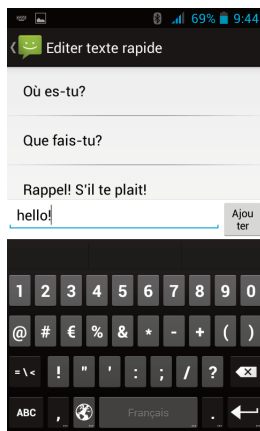 69% 9:44
Editer texte rapide
Où es-tu?
Que fais-tu?
Rappel! S'il te plait!
hello!
Ajou
ter
1 2 3 4 5 6 7 8 9 0
@ # € % & * - + ( )
= \ < ! " ' : ; / ?
ABC , Français .